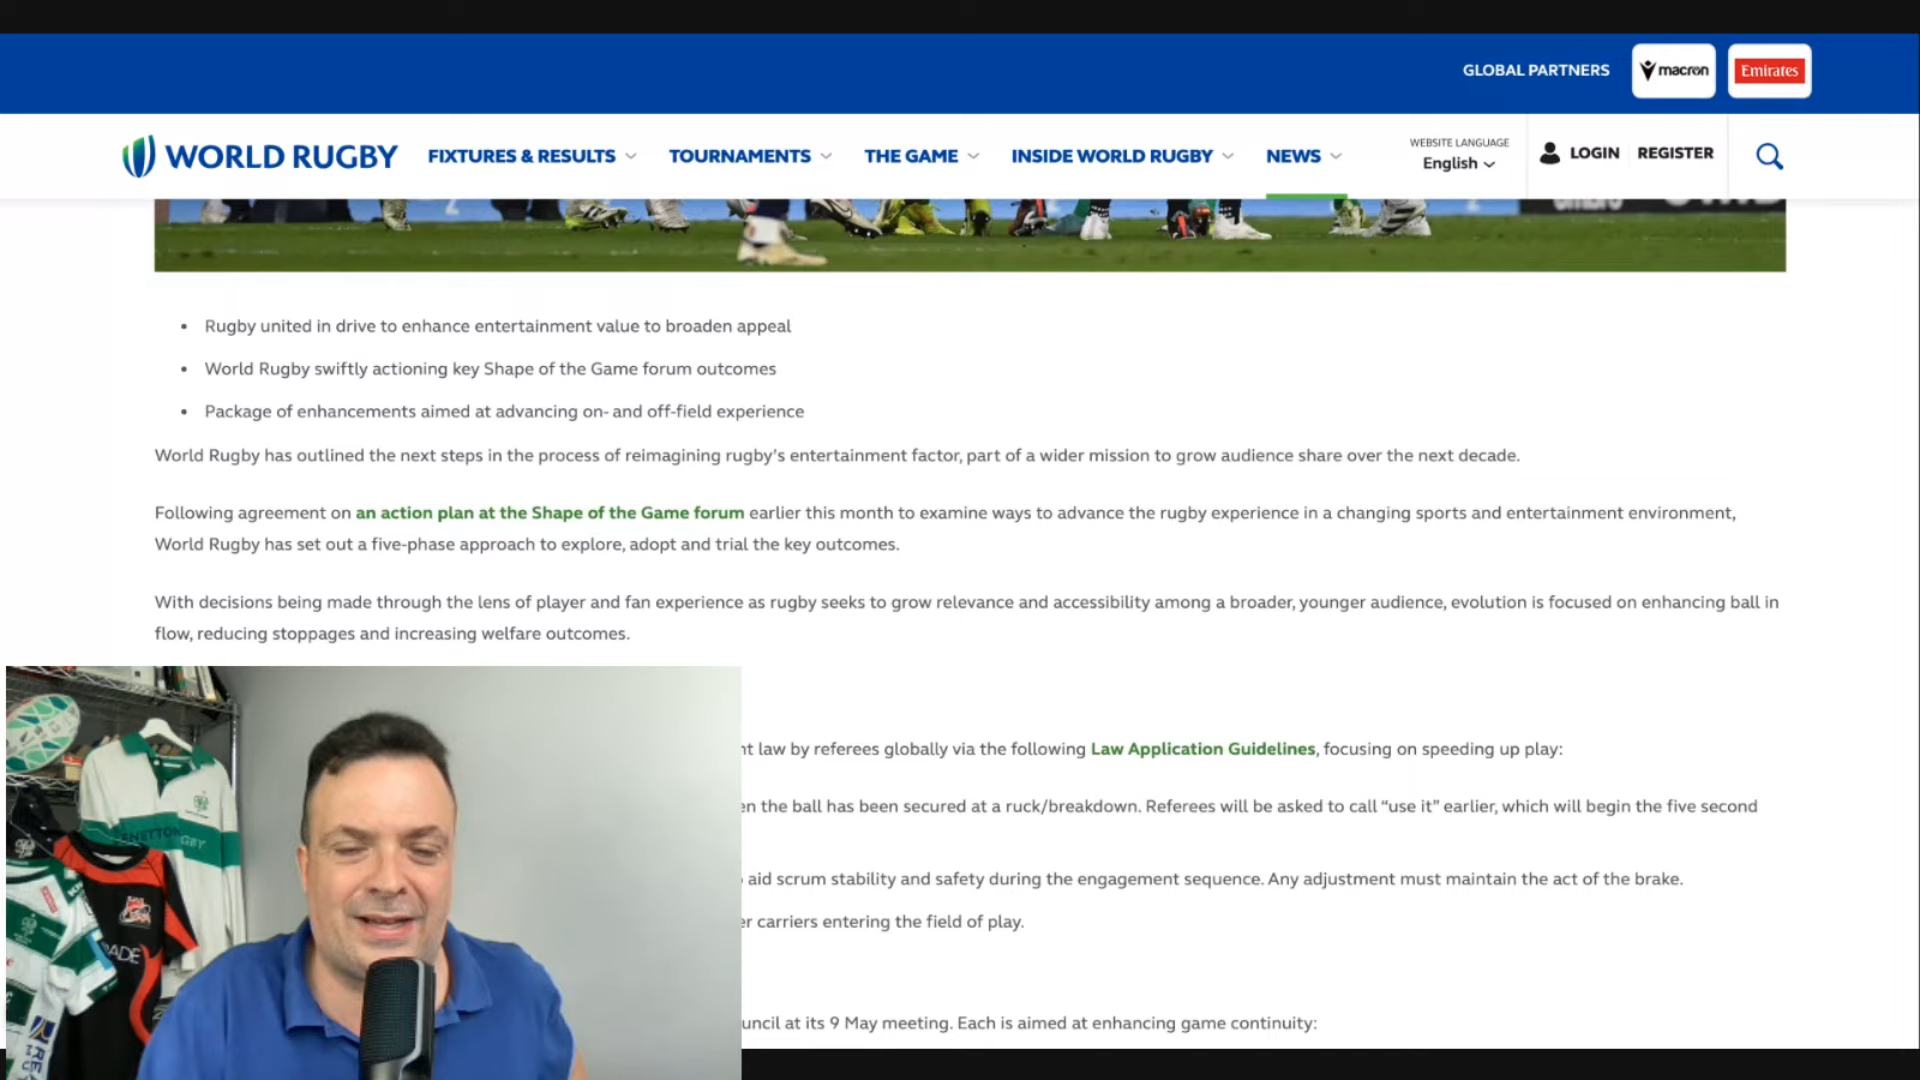 GLOBAL PARTNERS
macron
Emirates
WORLD RUGBY
FIXTURES & RESULTS
TOURNAMENTS
THE GAME
INSIDE WORLD RUGBY
NEWS
WEBSITE LANGUAGE
English
LOGIN
REGISTER
• Rugby united in drive to enhance entertainment value to broaden appeal
• World Rugby swiftly actioning key Shape of the Game forum outcomes
• Package of enhancements aimed at advancing on- and off-field experience
World Rugby has outlined the next steps in the process of reimagining rugby's entertainment factor, part of a wider mission to grow audience share over the next decade.
Following agreement on an action plan at the Shape of the Game forum earlier this month to examine ways to advance the rugby experience in a changing sports and entertainment environment,
World Rugby has set out a five-phase approach to explore, adopt and trial the key outcomes.
With decisions being made through the lens of player and fan experience as rugby seeks to grow relevance and accessibility among a broader, younger audience, evolution is focused on enhancing ball in
flow, reducing stoppages and increasing welfare outcomes.
law by referees globally via the following Law Application Guidelines, focusing on speeding up play:
the ball has been secured at a ruck/breakdown. Referees will be asked to call “use it” earlier, which will begin the five second
aid scrum stability and safety during the engagement sequence. Any adjustment must maintain the act of the brake.
carriers entering the field of play.
at its 9 May meeting. Each is aimed at enhancing game continuity: